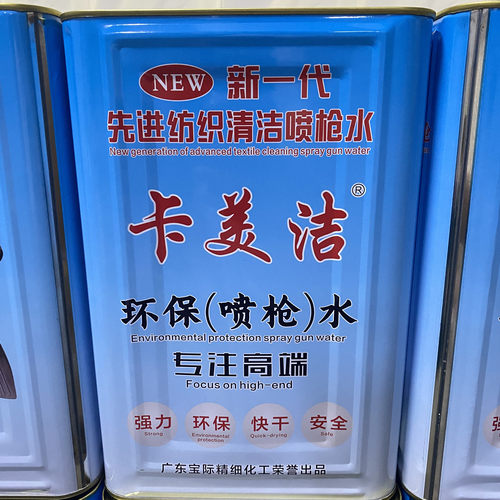 NEW 新一代
先进纺织清洁喷枪水
New generation of advanced textile cleaning spray gun water
卡美洁®
环保(喷枪)水
Environmental protection spray gun water
专注高端
Focus on high-end
强力 环保 快干 安全
Strong Environmental protection Quick-drying Safe
广东宝际精细化工荣誉出品